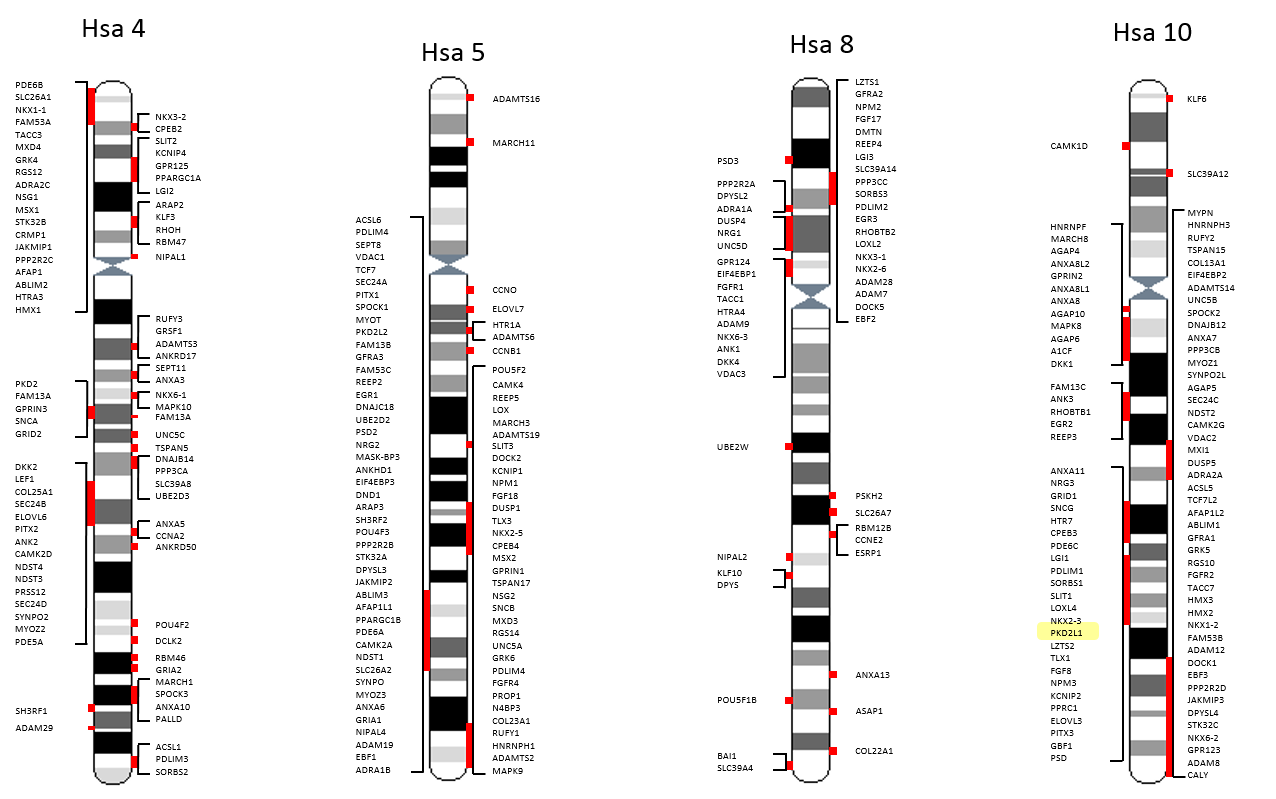 Hsa 4
PDE6B
SLC26A1
NKX1-1
FAM53A
TACC3
MXD4
GRK4
RGS12
ADRA2C
NSG1
MSX1
STK32B
CRMP1
JAKMIP1
PPP2R2C
AFAP1
ABLIM2
HTRA3
HMX1
PKD2
FAM13A
GPRIN3
SNCA
GRID2
DKK2
LEF1
COL25A1
SEC24B
ELOVL6
PITX2
ANK2
CAMK2D
NDST4
NDST3
PRSS12
SEC24D
SYNPO2
MYOZ2
PDE5A
SH3RF1
ADAM29
NKX3-2
CPEB2
SLIT2
KCNIP4
GPR125
PPARGC1A
LGI2
ARAP2
KLF3
RHOH
RBM47
NIPAL1
RUFY3
GRSF1
ADAMTS3
ANKRD17
SEPT11
ANXA3
NKX6-1
MAPK10
FAM13A
UNC5C
TSPAN5
DNAJB14
PPP3CA
SLC39A8
UBE2D3
ANXA5
CCNA2
ANKRD50
POU4F2
DCLK2
RBM46
GRIA2
MARCH1
SPOCK3
ANXA10
PALLD
ACSL1
PDLIM3
SORBS2
Hsa 5
ACSL6
PDLIM4
SEPT8
VDAC1
TCF7
SEC24A
PITX1
SPOCK1
MYOT
PKD2L2
FAM13B
GFRA3
FAM53C
REEP2
EGR1
DNAJC18
UBE2D2
PSD2
NRG2
MASK-BP3
ANKHD1
EIF4EBP3
DND1
ARAP3
SH3RF2
POU4F3
PPP2R2B
STK32A
DPYSL3
JAKMIP2
ABLIM3
AFAP1L1
PPARGC1B
PDE6A
CAMK2A
NDST1
SLC26A2
SYNPO
MYOZ3
ANXA6
GRIA1
NIPAL4
ADAM19
EBF1
ADRA1B
ADAMTS16
MARCH11
CCNO
ELOVL7
HTR1A
ADAMTS6
CCNB1
POU5F2
CAMK4
REEP5
LOX
MARCH3
ADAMTS19
SLIT3
DOCK2
KCNIP1
NPM1
FGF18
DUSP1
TLX3
NKX2-5
CPEB4
MSX2
GPRIN1
TSPAN17
NSG2
SNCB
MXD3
RGS14
UNC5A
GRK6
PDLIM4
FGFR4
PROP1
N4BP3
COL23A1
RUFY1
HNRNPH1
ADAMTS2
MAPK9
Hsa 8
PSD3
PPP2R2A
DPYSL2
ADRA1A
DUSP4
NRG1
UNC5D
GPR124
EIF4EBP1
FGFR1
TACC1
HTRA4
ADAM9
NKX6-3
ANK1
DKK4
VDAC3
UBE2W
NIPAL2
KLF10
DPYS
POU5F1B
BAI1
SLC39A4
LZTS1
GFRA2
NPM2
FGF17
DMTN
REEP4
LGI3
SLC39A14
PPP3CC
SORBS3
PDLIM2
EGR3
RHOBTB2
LOXL2
NKX3-1
NKX2-6
ADAM28
ADAM7
DOCK5
EBF2
PSKH2
SLC26A7
RBM12B
CCNE2
ESRP1
ANXA13
ASAP1
COL22A1
Hsa 10
CAMK1D
HNRNPF
MARCH8
AGAP4
ANXA8L2
GPRIN2
ANXA8L1
ANXA8
AGAP10
MAPK8
AGAP6
A1CF
DKK1
FAM13C
ANK3
RHOBTB1
EGR2
REEP3
ANXA11
NRG3
GRID1
SNCG
HTR7
CPEB3
PDE6C
LGI1
PDLIM1
SORBS1
SLIT1
LOXL4
NKX2-3
PKD2L1
LZTS2
TLX1
FGF8
NPM3
KCNIP2
PPRC1
ELOVL3
PITX3
GBF1
PSD
KLF6
SLC39A12
MYPN
HNRNPH3
RUFY2
TSPAN15
COL13A1
EIF4EBP2
ADAMTS14
UNC5B
SPOCK2
DNAJB12
ANXA7
PPP3CB
MYOZ1
SYNPO2L
AGAP5
SEC24C
NDST2
CAMK2G
VDAC2
MXI1
DUSP5
ADRA2A
ACSL5
TCF7L2
AFAP1L2
ABLIM1
GFRA1
GRK5
RGS10
FGFR2
TACC7
HMX3
HMX2
NKX1-2
FAM53B
ADAM12
DOCK1
EBF3
PPP2R2D
JAKMIP3
DPYSL4
STK32C
NKX6-2
GPR123
ADAM8
CALY